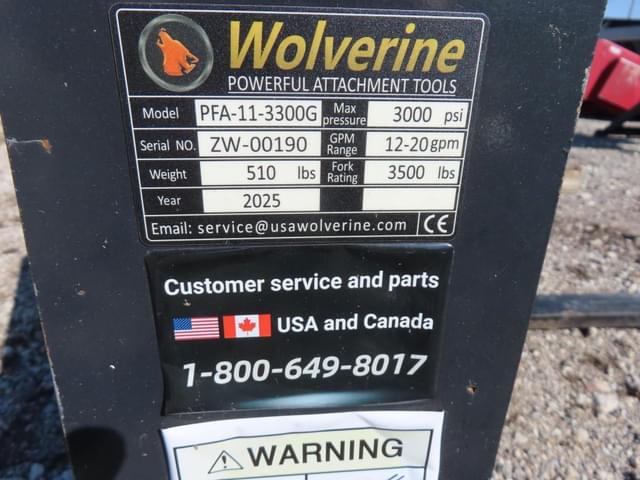 Wolverine
POWERFUL ATTACHMENT TOOLS
Model PFA-11-3300G Max pressure 3000 psi
Serial NO. ZW-00190 GPM Range 12-20gpm
Weight 510 lbs Fork Rating 3500 lbs
Year 2025
Email: service@usawolverine.com CE
Customer service and parts
USA and Canada
1-800-649-8017
WARNING